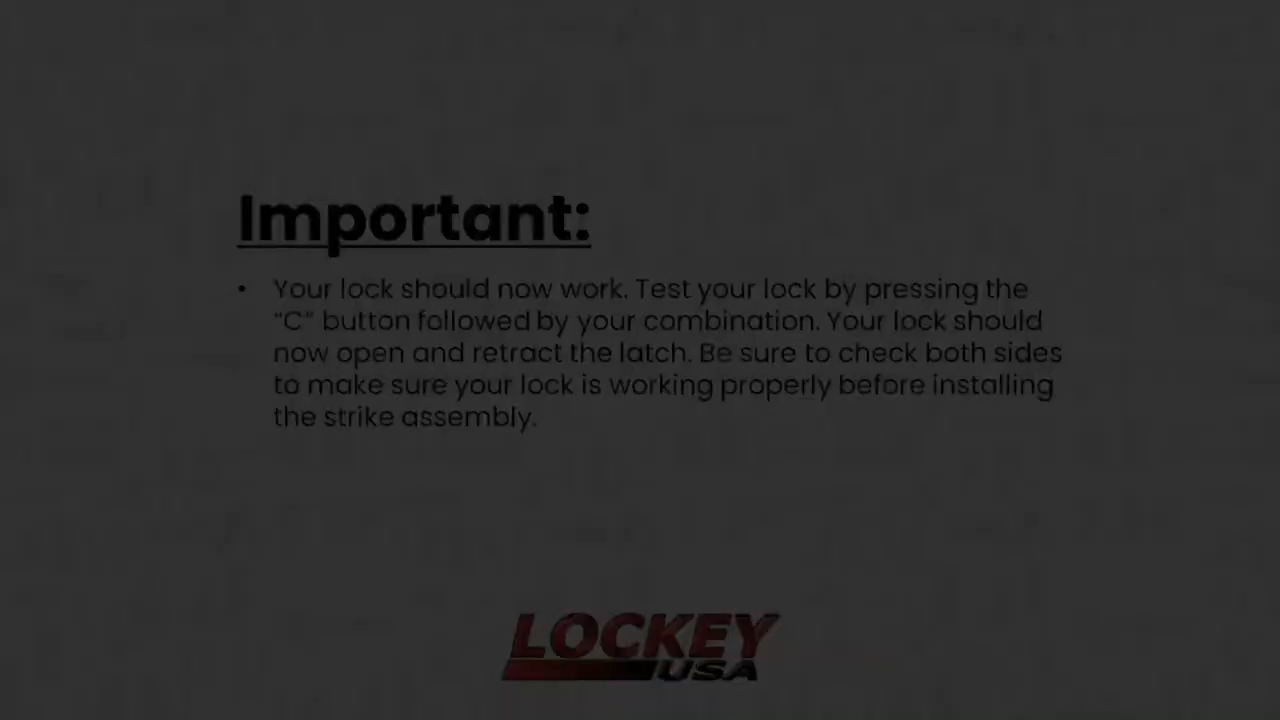 Important:
• Your lock should now work. Test your lock by pressing the
“C” button followed by your combination. Your lock should
now open and retract the latch. Be sure to check both sides
to make sure your lock is working properly before installing
the strike assembly.
LOCKEY
USA